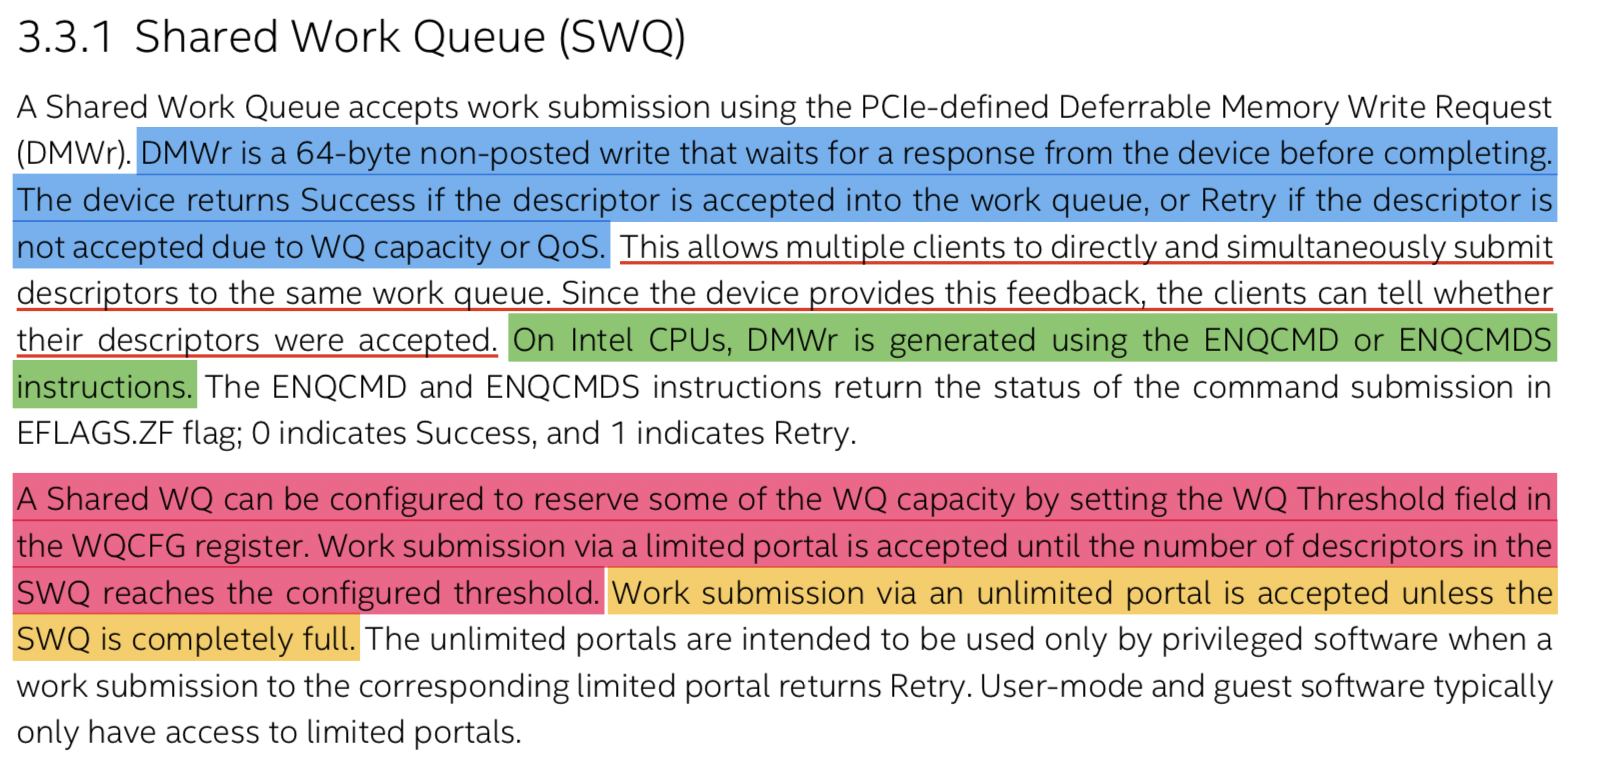 3.3.1 Shared Work Queue (SWQ)
A Shared Work Queue accepts work submission using the PCIe-defined Deferrable Memory Write Request
(DMWr). DMWr is a 64-byte non-posted write that waits for a response from the device before completing.
The device returns Success if the descriptor is accepted into the work queue, or Retry if the descriptor is
not accepted due to WQ capacity or QoS. This allows multiple clients to directly and simultaneously submit
descriptors to the same work queue. Since the device provides this feedback, the clients can tell whether
their descriptors were accepted. On Intel CPUs, DMWr is generated using the ENQCMD or ENQCMDS
instructions. The ENQCMD and ENQCMDS instructions return the status of the command submission in
EFLAGS.ZF flag; 0 indicates Success, and 1 indicates Retry.
A Shared WQ can be configured to reserve some of the WQ capacity by setting the WQ Threshold field in
the WQCFG register. Work submission via a limited portal is accepted until the number of descriptors in the
SWQ reaches the configured threshold. Work submission via an unlimited portal is accepted unless the
SWQ is completely full. The unlimited portals are intended to be used only by privileged software when a
work submission to the corresponding limited portal returns Retry. User-mode and guest software typically
only have access to limited portals.